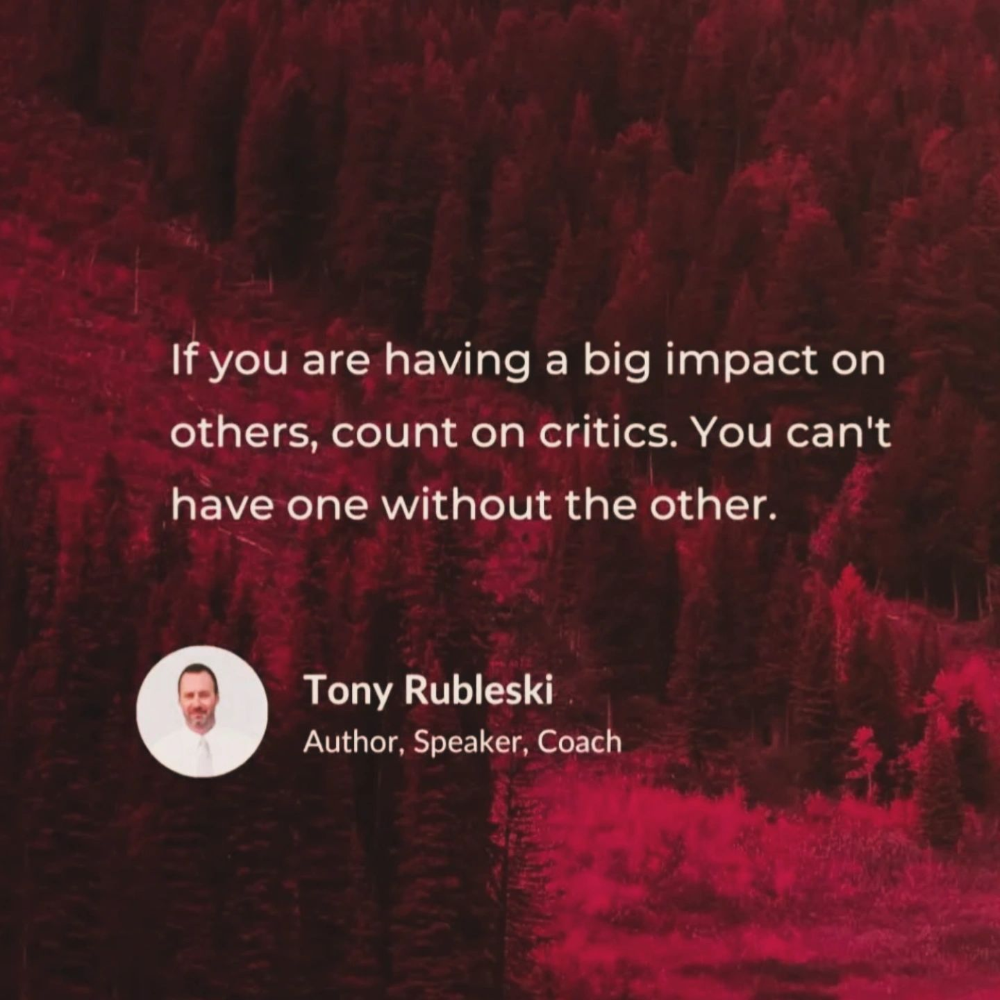 If you are having a big impact on
others, count on critics. You can't
have one without the other.
Tony Rubleski
Author, Speaker, Coach